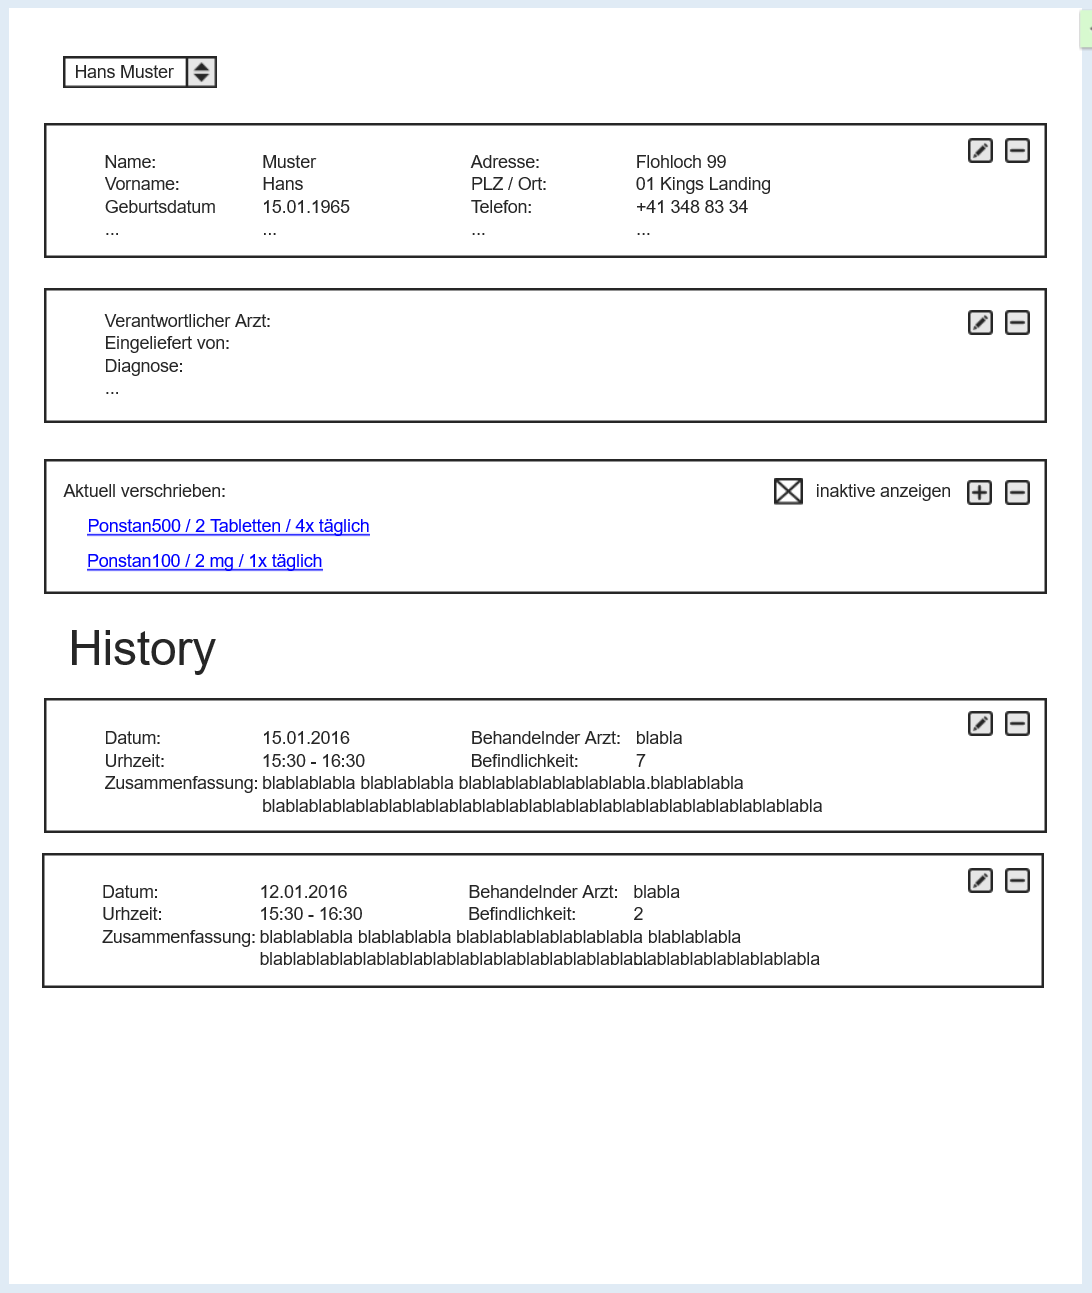 Hans Muster
Name: Muster Adresse: Flohloch 99
Vorname: Hans PLZ / Ort: 01 Kings Landing
Geburtsdatum 15.01.1965 Telefon: +41 348 83 34
... ... ... ...
Verantwortlicher Arzt:
Eingeliefert von:
Diagnose:
...
Aktuell verschrieben: inaktive anzeigen
Ponstan500 / 2 Tabletten / 4x täglich
Ponstan100 / 2 mg / 1x täglich
History
Datum: 15.01.2016 Behandelnder Arzt: blabla
Urhzeit: 15:30 - 16:30 Befindlichkeit: 7
Zusammenfassung: blablablabla blablablabla blablablablablablablabla.blablablabla
blablablablablablablablablablablablablablablablablablablablablablablabla
Datum: 12.01.2016 Behandelnder Arzt: blabla
Urhzeit: 15:30 - 16:30 Befindlichkeit: 2
Zusammenfassung: blablablabla blablablabla blablablablablablablabla blablablabla